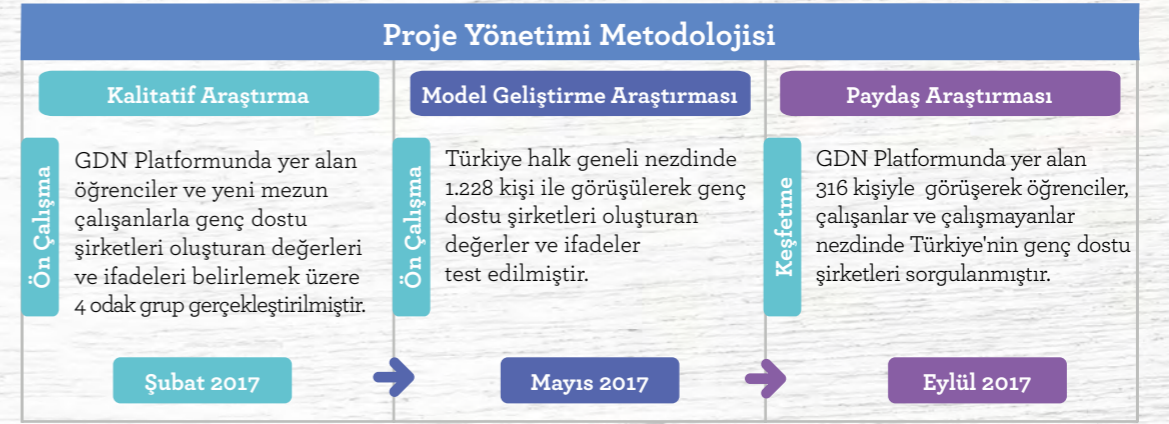 Proje Yönetimi Metodolojisi
Kalitatif Araştırma
Ön Çalışma
GDN Platformunda yer alan
öğrenciler ve yeni mezun
çalışanlarla genç dostu
şirketleri oluşturan değerleri
ve ifadeleri belirlemek üzere
4 odak grup gerçekleştirilmiştir.
Şubat 2017
Model Geliştirme Araştırması
Ön Çalışma
Türkiye halk geneli nezdinde
1.228 kişi ile görüşülerek genç
dostu şirketleri oluşturan
değerler ve ifadeler
test edilmiştir.
Mayıs 2017
Paydaş Araştırması
Keşfetme
GDN Platformunda yer alan
316 kişiyle görüşerek öğrenciler,
çalışanlar ve çalışmayanlar
nezdinde Türkiye'nin genç dostu
şirketleri sorgulanmıştır.
Eylül 2017